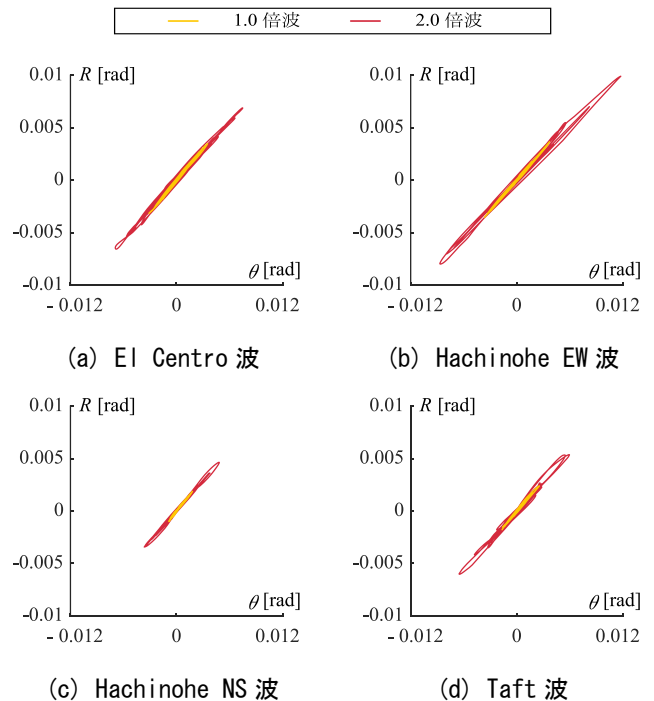 1.0 倍波 2.0 倍波
0.01 R [rad]
0.005
0
-0.005
-0.01 θ [rad]
- 0.012 0 0.012
(a) El Centro 波
0.01 R [rad]
0.005
0
-0.005
-0.01 θ [rad]
- 0.012 0 0.012
(b) Hachinohe EW 波
0.01 R [rad]
0.005
0
-0.005
-0.01 θ [rad]
- 0.012 0 0.012
(c) Hachinohe NS 波
0.01 R [rad]
0.005
0
-0.005
-0.01 θ [rad]
- 0.012 0 0.012
(d) Taft 波